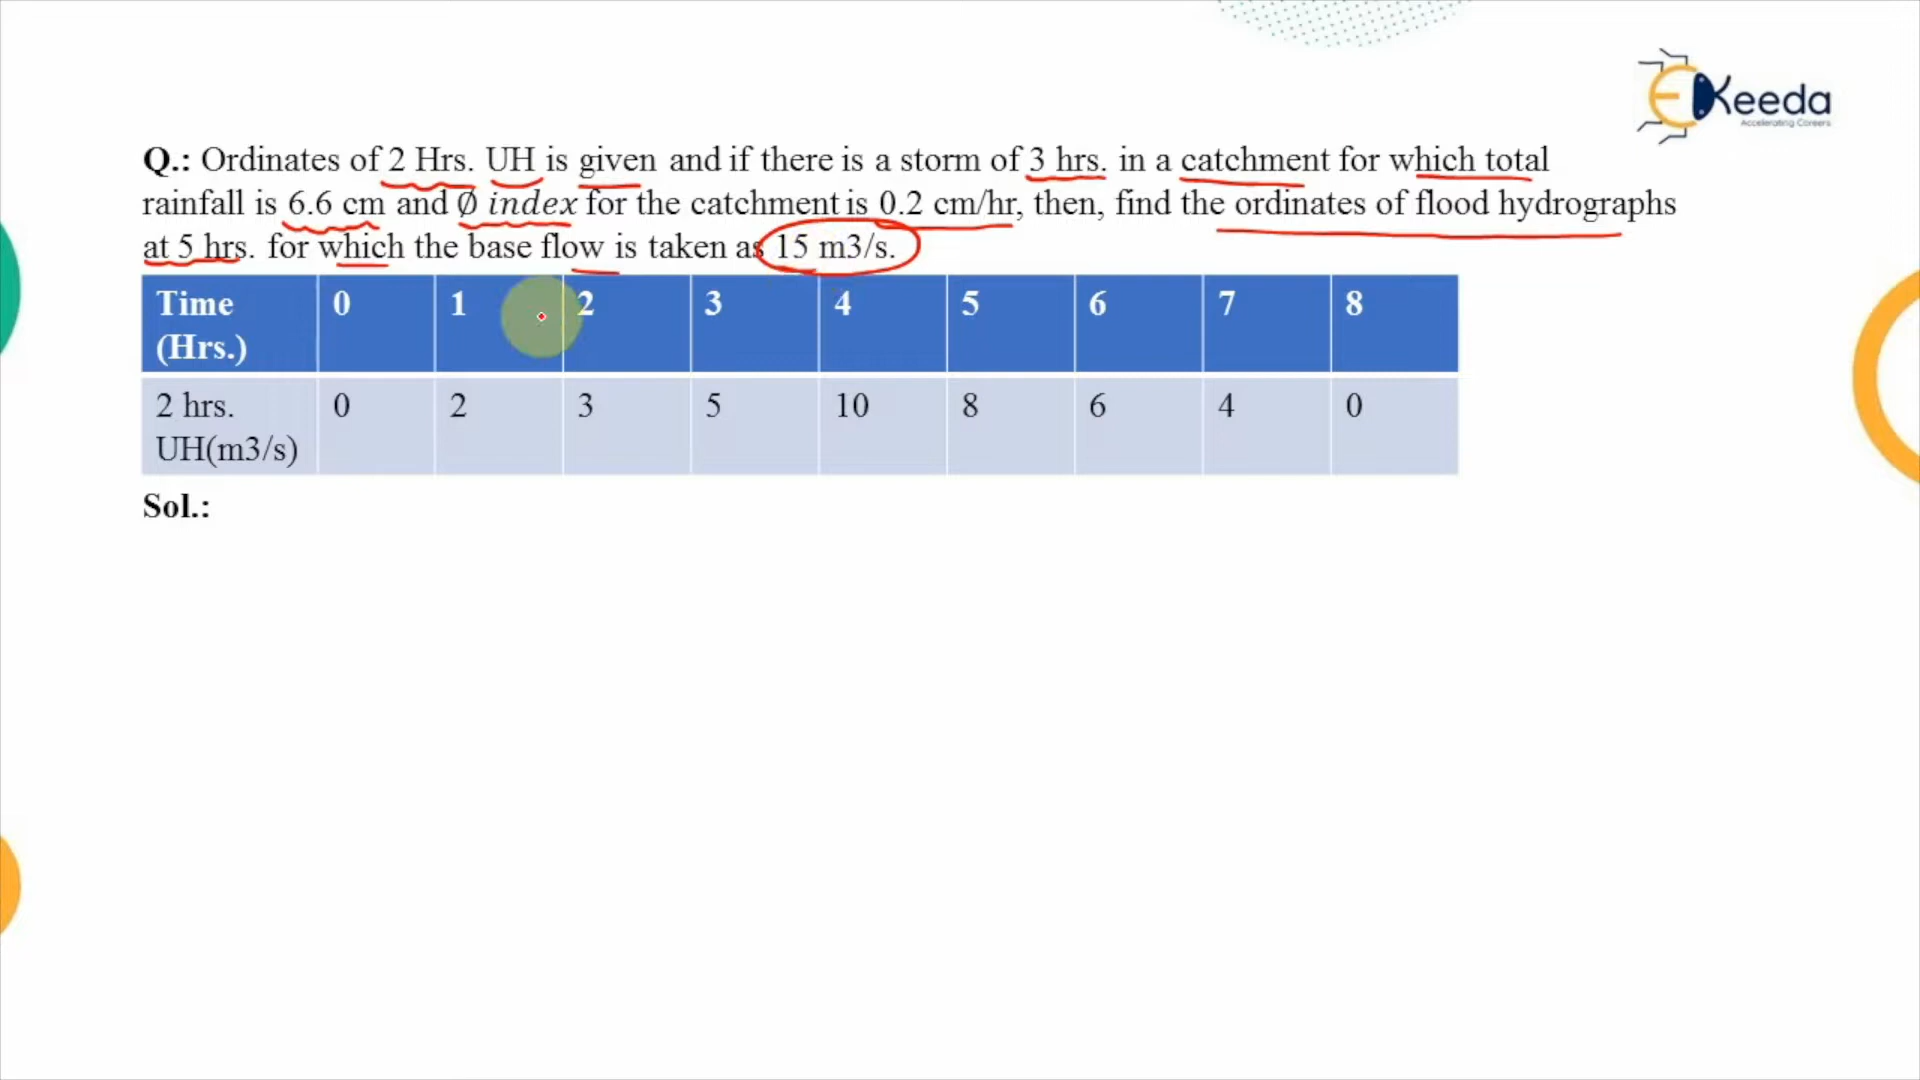 Keeda
Accelerating Careers
Q.: Ordinates of 2 Hrs. UH is given and if there is a storm of 3 hrs. in a catchment for which total
rainfall is 6.6 cm and ∅ index for the catchment is 0.2 cm/hr, then, find the ordinates of flood hydrographs
at 5 hrs. for which the base flow is taken as 15 m3/s.
Time (Hrs.) 0 1 2 3 4 5 6 7 8
2 hrs. UH(m3/s) 0 2 3 5 10 8 6 4 0
Sol.: